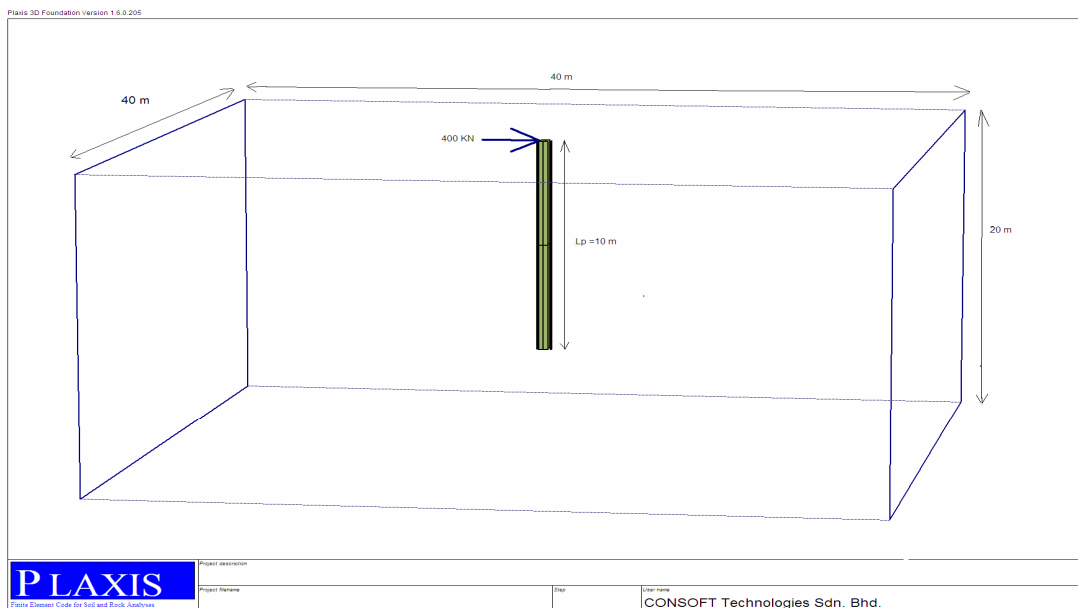 Plaxis 3D Foundation Version 1.6.0.205
40 m
40 m
400 KN
20 m
Lp =10 m
PLAXIS
Finite Element Code for Soil and Rock Analyses
Project description
Project filename
Step
User name
CONSOFT Technologies Sdn. Bhd.